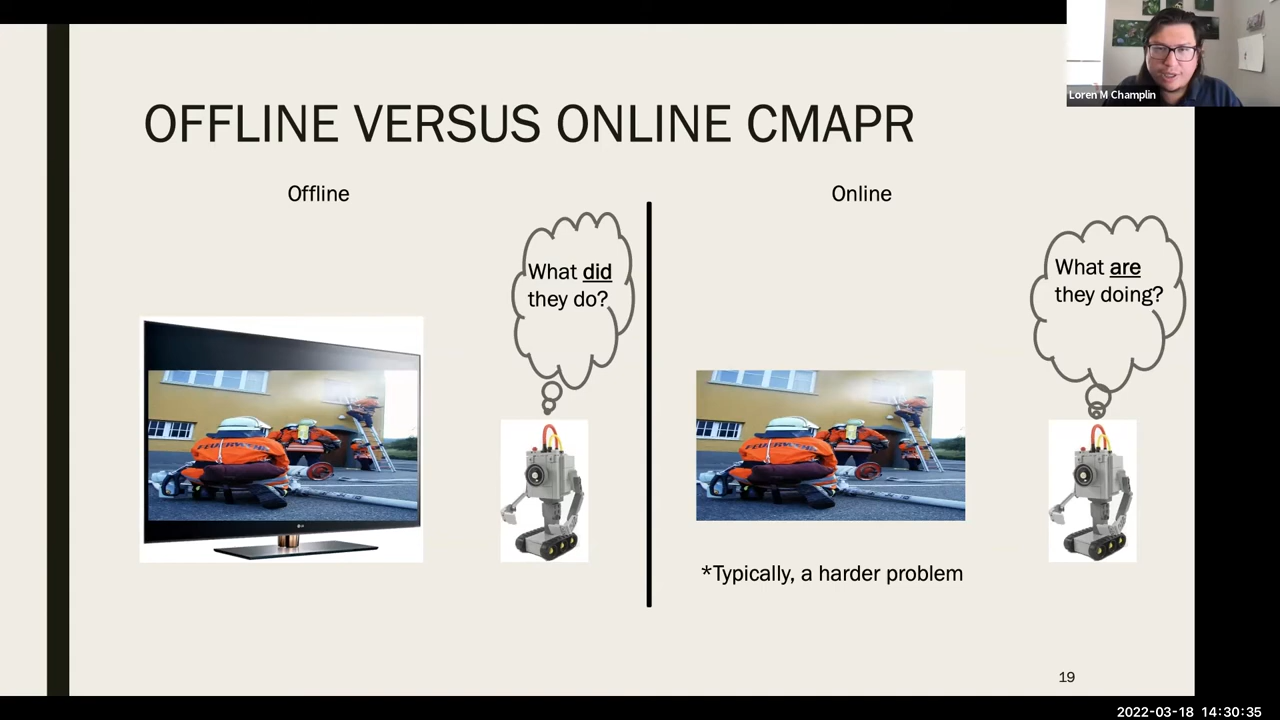 Loren M Champlin
OFFLINE VERSUS ONLINE CMAPR
Offline
Online
What did
they do?
What are
they doing?
FEUERWEHR
*Typically, a harder problem
19
2022-03-18 14:30:35